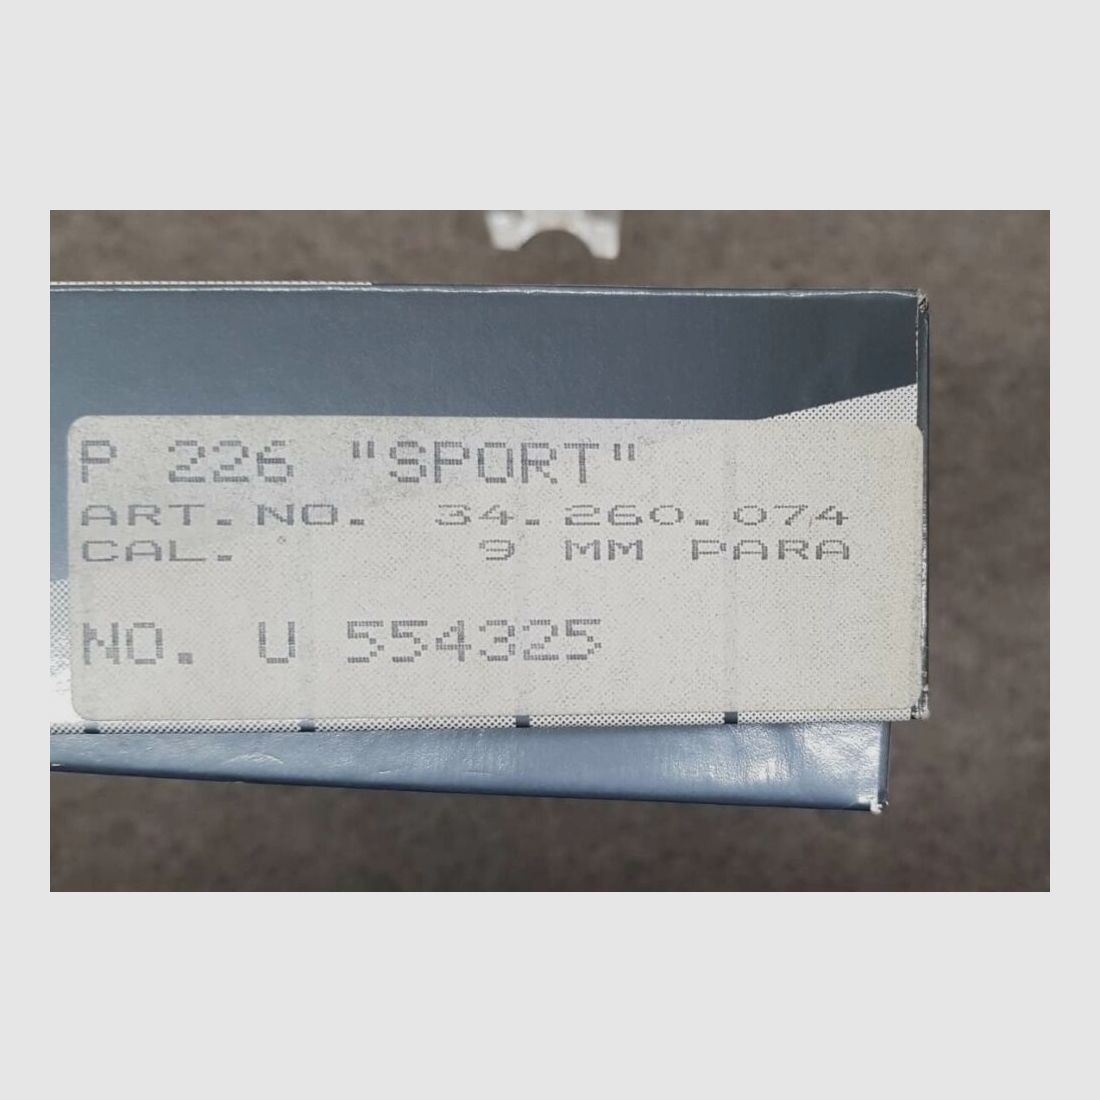 P 226 "SPORT"
ART.NO. 34.260.074
CAL. 9 MM PARA
NO. U 554325